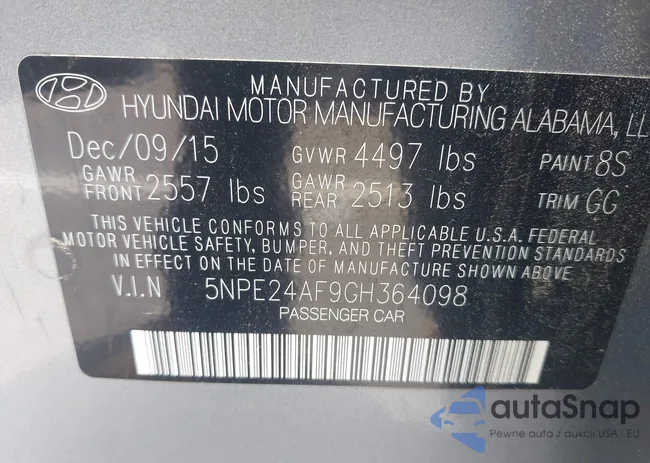 MANUFACTURED BY
HYUNDAI MOTOR MANUFACTURING ALABAMA, LL
Dec/09/15 GVWR 4497 lbs PAINT 8S
GAWR FRONT 2557 lbs GAWR REAR 2513 lbs TRIM GG
THIS VEHICLE CONFORMS TO ALL APPLICABLE U.S.A. FEDERAL
MOTOR VEHICLE SAFETY, BUMPER, AND THEFT PREVENTION STANDARDS
IN EFFECT ON THE DATE OF MANUFACTURE SHOWN ABOVE
V.I.N 5NPE24AF9GH364098
PASSENGER CAR
autaSnap
Pewne auta z aukcji USA i EU